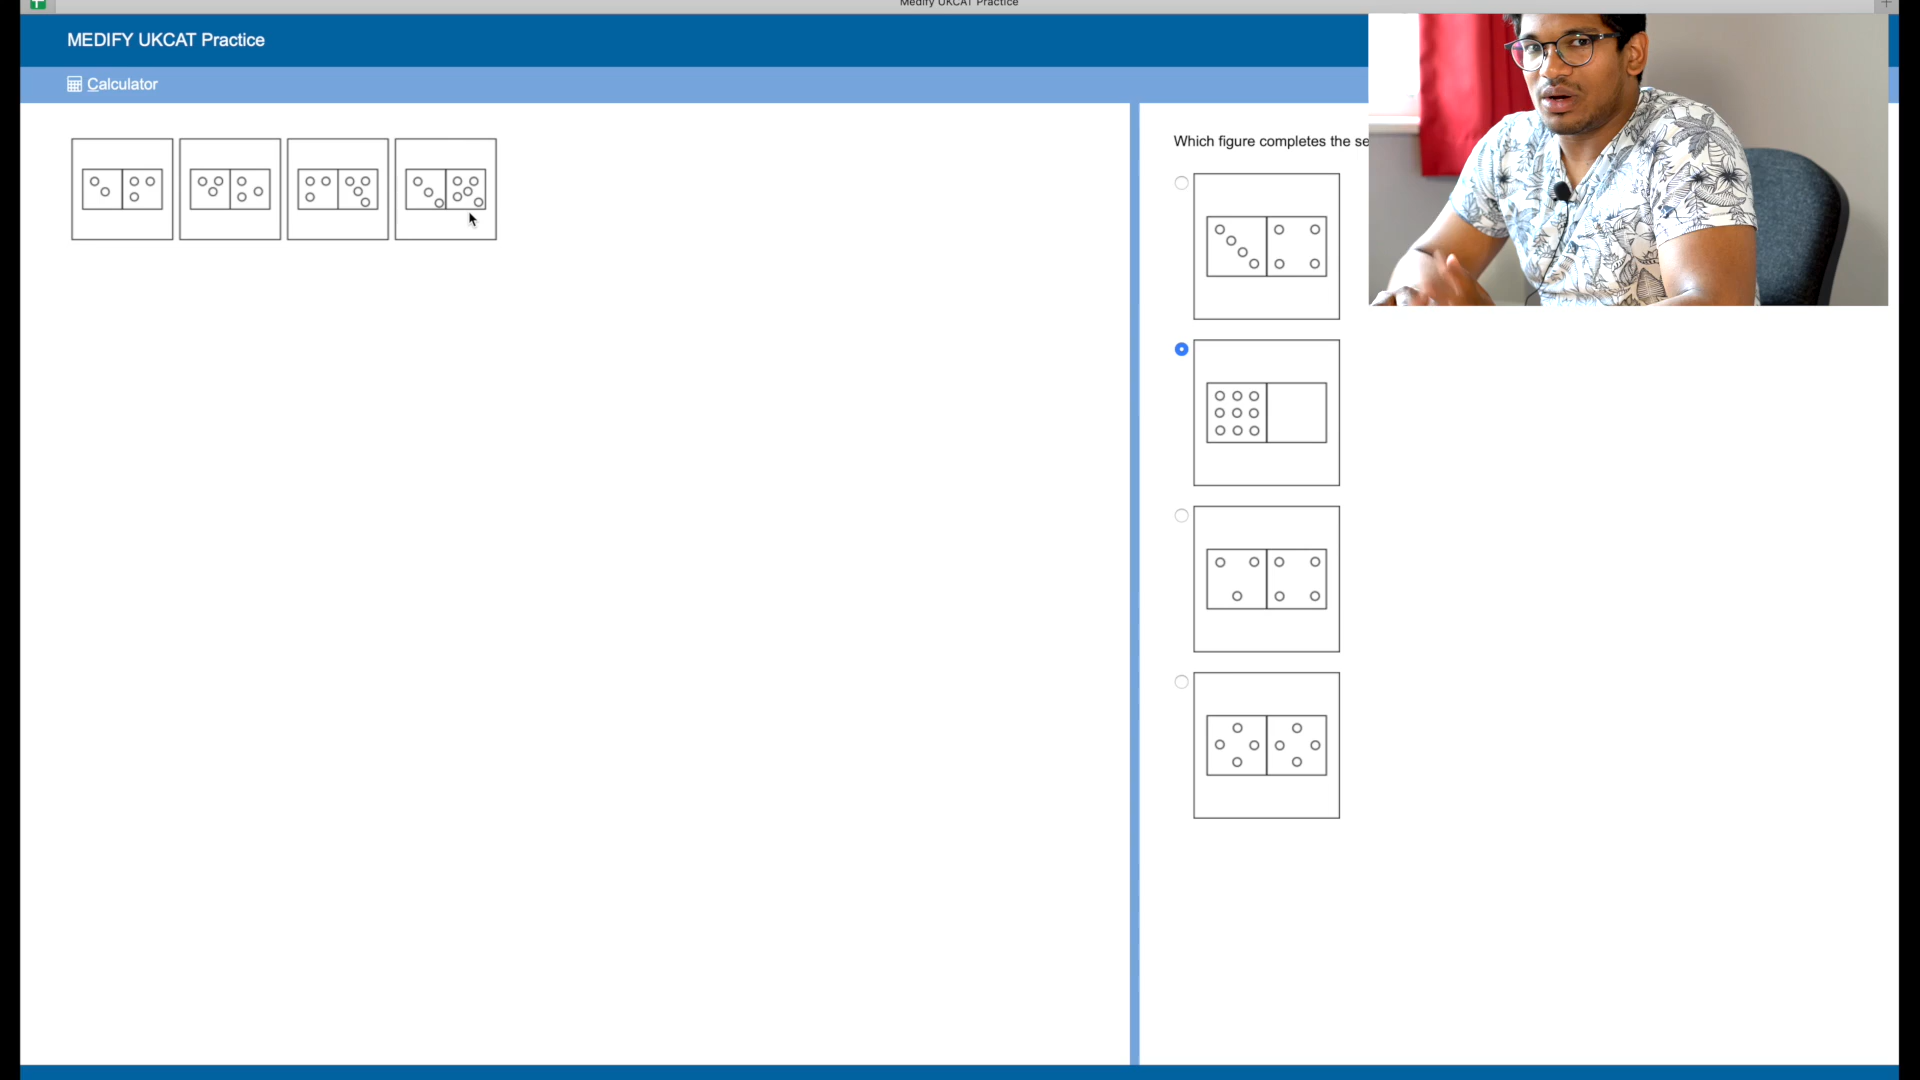 Medify UKCAT Practice
MEDIFY UKCAT Practice
Calculator
Which figure completes the se